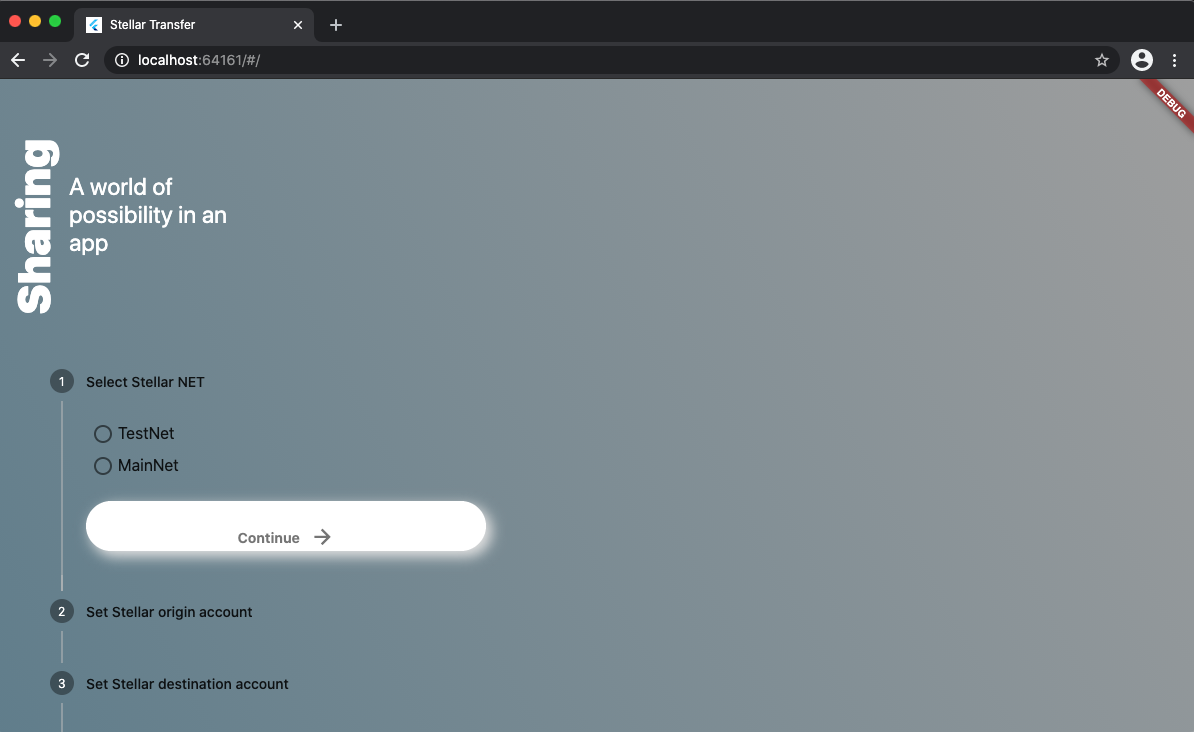 Stellar Transfer
localhost:64161/#/
DEBUG
Sharing
A world of
possibility in an
app
1 Select Stellar NET
TestNet
MainNet
Continue
2 Set Stellar origin account
3 Set Stellar destination account